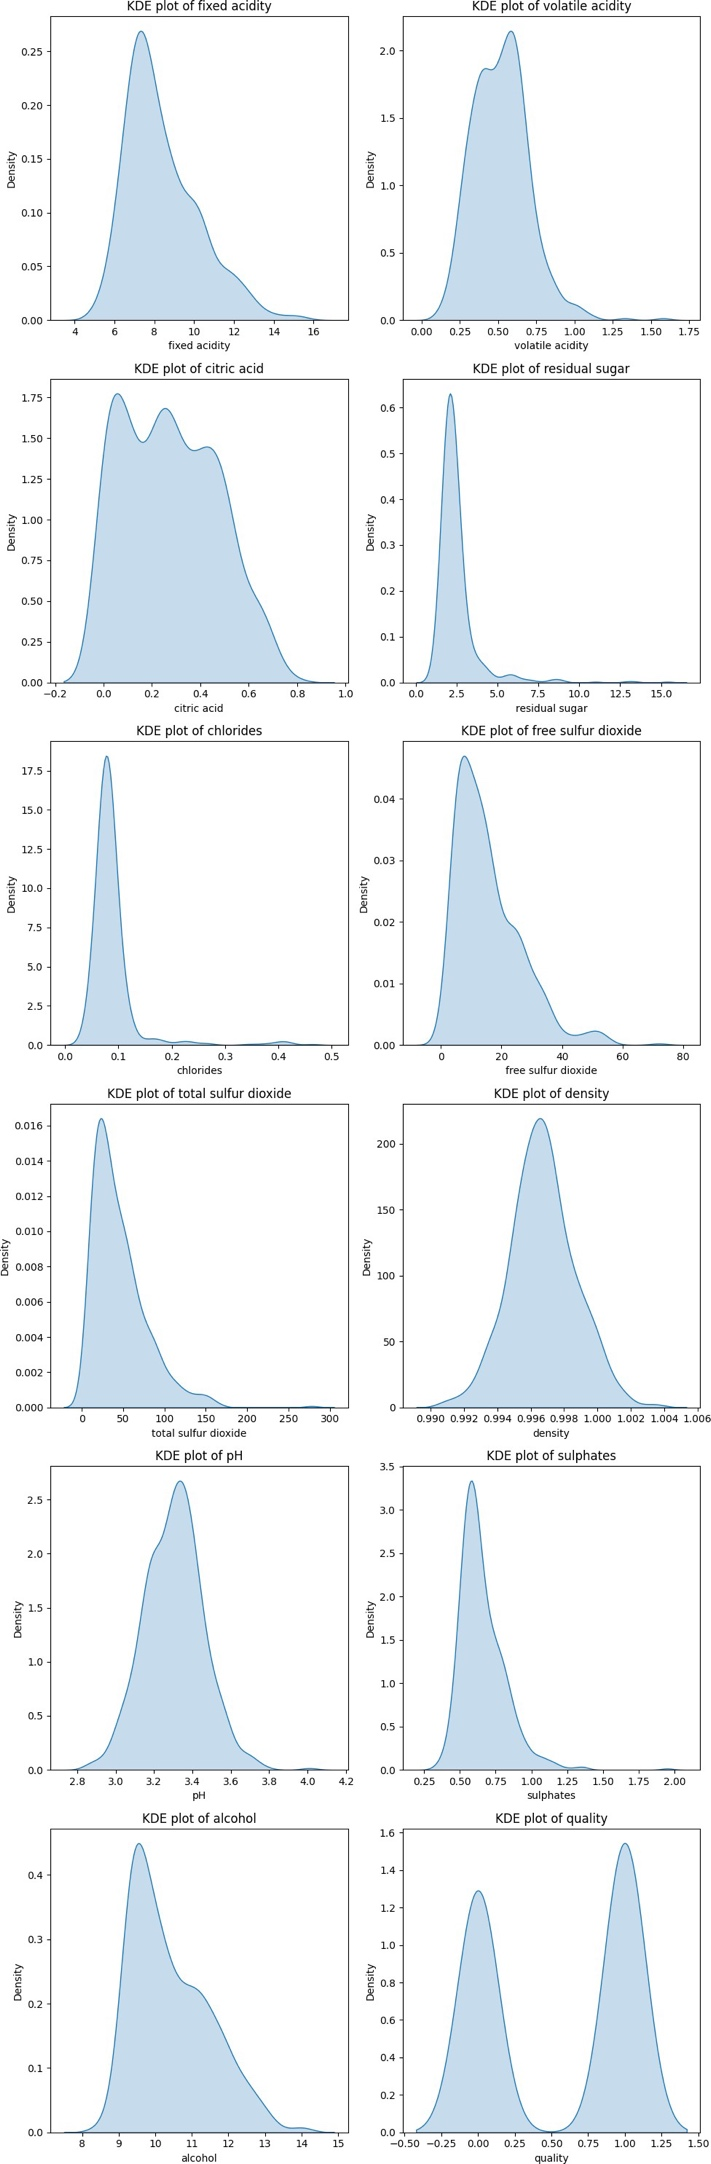 KDE plot of fixed acidity
Density
0.25
0.20
0.15
0.10
0.05
0.00
4 6 8 10 12 14 16
fixed acidity
KDE plot of volatile acidity
Density
2.0
1.5
1.0
0.5
0.0
0.00 0.25 0.50 0.75 1.00 1.25 1.50 1.75
volatile acidity
KDE plot of citric acid
Density
1.75
1.50
1.25
1.00
0.75
0.50
0.25
0.00
−0.2 0.0 0.2 0.4 0.6 0.8 1.0
citric acid
KDE plot of residual sugar
Density
0.6
0.5
0.4
0.3
0.2
0.1
0.0
0.0 2.5 5.0 7.5 10.0 12.5 15.0
residual sugar
KDE plot of chlorides
Density
17.5
15.0
12.5
10.0
7.5
5.0
2.5
0.0
0.0 0.1 0.2 0.3 0.4 0.5
chlorides
KDE plot of free sulfur dioxide
Density
0.04
0.03
0.02
0.01
0.00
0 20 40 60 80
free sulfur dioxide
KDE plot of total sulfur dioxide
Density
0.016
0.014
0.012
0.010
0.008
0.006
0.004
0.002
0.000
0 50 100 150 200 250 300
total sulfur dioxide
KDE plot of density
Density
200
150
100
50
0
0.990 0.992 0.994 0.996 0.998 1.000 1.002 1.004 1.006
density
KDE plot of pH
Density
2.5
2.0
1.5
1.0
0.5
0.0
2.8 3.0 3.2 3.4 3.6 3.8 4.0 4.2
pH
KDE plot of sulphates
Density
3.5
3.0
2.5
2.0
1.5
1.0
0.5
0.0
0.25 0.50 0.75 1.00 1.25 1.50 1.75 2.00
sulphates
KDE plot of alcohol
Density
0.4
0.3
0.2
0.1
0.0
8 9 10 11 12 13 14 15
alcohol
KDE plot of quality
Density
1.6
1.4
1.2
1.0
0.8
0.6
0.4
0.2
0.0
−0.50 −0.25 0.00 0.25 0.50 0.75 1.00 1.25 1.50
quality